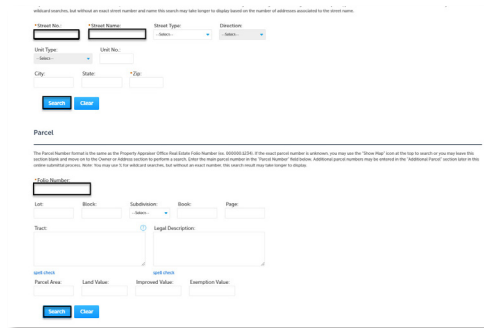 wildcard searches, but without an exact street number and name this search may take longer to display based on the number of addresses associated to the street name.
*Street No.: *Street Name: Street Type: Direction:
--Select-- --Select--
Unit Type: Unit No.:
--Select--
City: State: *Zip:
Search Clear
Parcel
The Parcel Number format is the same as the Property Appraiser Office Real Estate Folio Number (ex. 000000.1234). If the exact parcel number is unknown, you may use the "Show Map" icon at the top to search or you may leave this
section blank and move on to the Owner or Address section to perform a search. Enter the main parcel number in the "Parcel Number" field below. Additional parcel numbers may be entered in the "Additional Parcel" section later in this
online submittal process. Note: You may use % for wildcard searches, but without an exact number, the search result may take longer to display.
*Folio Number:
Lot: Block: Subdivision: Book: Page:
--Select--
Tract: Legal Description:
spell check spell check
Parcel Area: Land Value: Improved Value: Exemption Value:
Search Clear